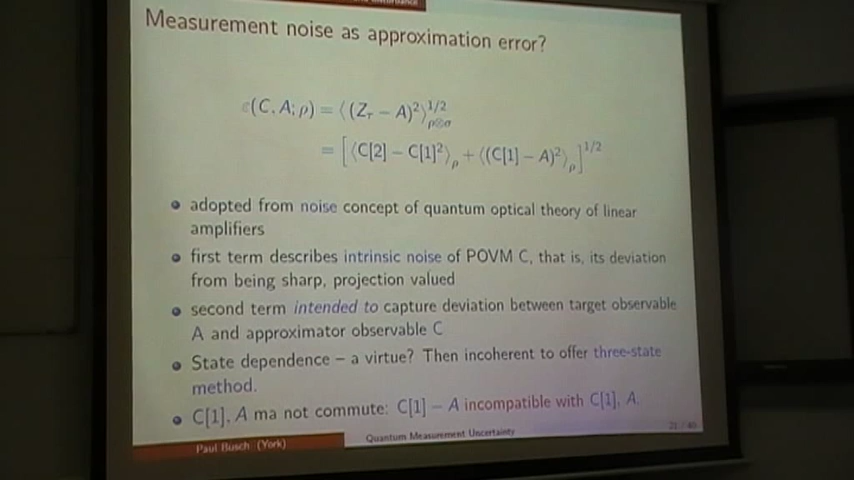 Measurement noise as approximation error?
ε(C, A; ρ) = ⟨(Z_τ − A)²⟩^{1/2}_{ρ⊗σ}
= [⟨C[2] − C[1]²⟩_ρ + ⟨(C[1] − A)²⟩_ρ]^{1/2}
adopted from noise concept of quantum optical theory of linear
amplifiers
first term describes intrinsic noise of POVM C, that is, its deviation
from being sharp, projection valued
second term intended to capture deviation between target observable
A and approximator observable C
State dependence – a virtue? Then incoherent to offer three-state
method.
C[1], A ma not commute: C[1] − A incompatible with C[1], A.
Paul Busch (York)
Quantum Measurement Uncertainty